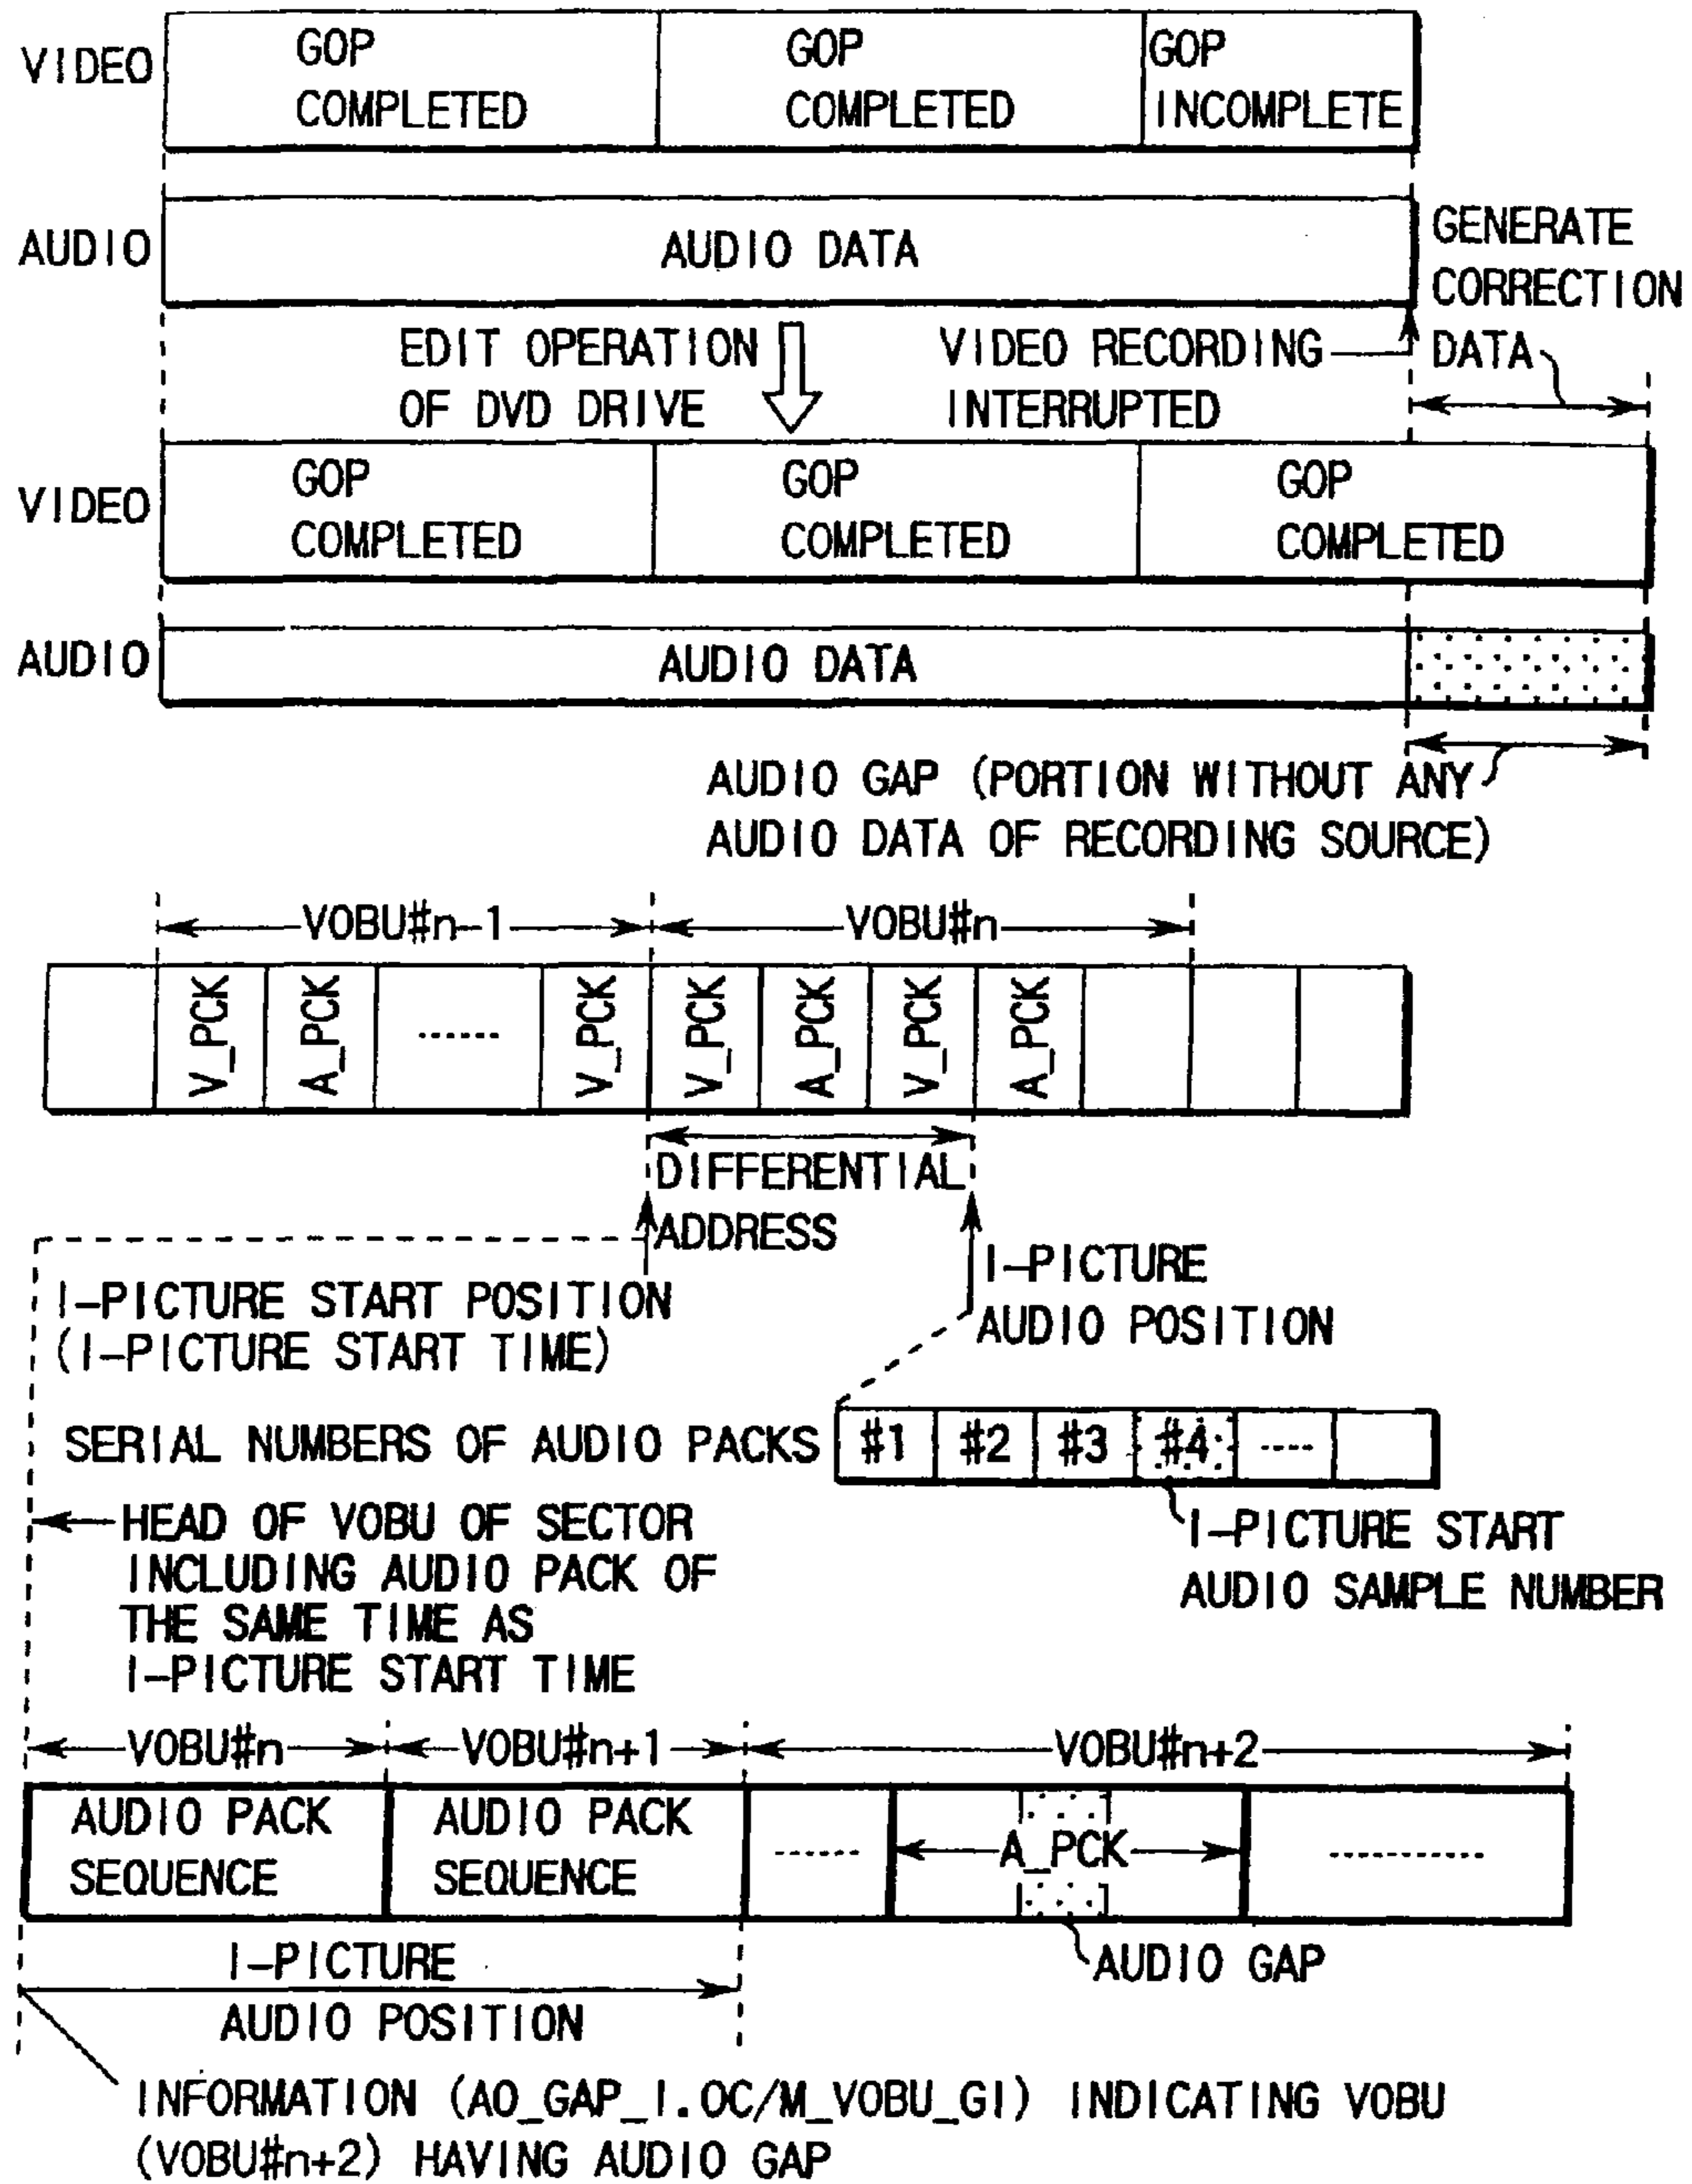 VIDEO
GOP
COMPLETED
GOP
COMPLETED
GOP
INCOMPLETE
AUDIO
AUDIO DATA
GENERATE
CORRECTION
DATA
EDIT OPERATION
OF DVD DRIVE
VIDEO RECORDING
INTERRUPTED
VIDEO
GOP
COMPLETED
GOP
COMPLETED
GOP
COMPLETED
AUDIO
AUDIO DATA
AUDIO GAP (PORTION WITHOUT ANY
AUDIO DATA OF RECORDING SOURCE)
VOBU#n-1
VOBU#n
V_PCK
A_PCK
......
V_PCK
V_PCK
A_PCK
V_PCK
A_PCK
DIFFERENTIAL
ADDRESS
I-PICTURE START POSITION
(I-PICTURE START TIME)
I-PICTURE
AUDIO POSITION
SERIAL NUMBERS OF AUDIO PACKS
#1
#2
#3
#4
....
I-PICTURE START
AUDIO SAMPLE NUMBER
HEAD OF VOBU OF SECTOR
INCLUDING AUDIO PACK OF
THE SAME TIME AS
I-PICTURE START TIME
VOBU#n
VOBU#n+1
VOBU#n+2
AUDIO PACK
SEQUENCE
AUDIO PACK
SEQUENCE
......
A_PCK
..........
AUDIO GAP
I-PICTURE
AUDIO POSITION
INFORMATION (A0_GAP_I.OC/M_VOBU_GI) INDICATING VOBU
(VOBU#n+2) HAVING AUDIO GAP